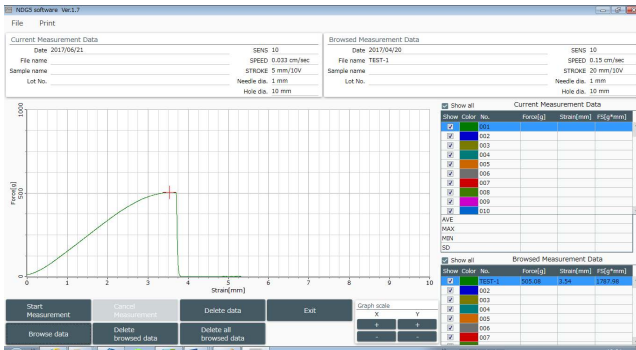 NDG5 software Ver.1.7
File Print
Current Measurement Data
Date 2017/06/21 SENS 10
File name SPEED 0.033 cm/sec
Sample name STROKE 5 mm/10V
Lot No. Needle dia. 1 mm
Hole dia. 10 mm
Browsed Measurement Data
Date 2017/04/20 SENS 10
File name TEST-1 SPEED 0.15 cm/sec
Sample name STROKE 20 mm/10V
Lot No. Needle dia. 1 mm
Hole dia. 10 mm
1000
500
0
Force[g]
0 1 2 3 4 5 6 7 8 9 10
Strain[mm]
Show all Current Measurement Data
Show Color No. Force[g] Strain[mm] FS[g*mm]
001
002
003
004
005
006
007
008
009
010
AVE
MAX
MIN
SD
Show all Browsed Measurement Data
Show Color No. Force[g] Strain[mm] FS[g*mm]
TEST-1 505.08 3.54 1787.98
002
003
004
005
006
007
Start Measurement
Cancel Measurement
Delete data
Exit
Browse data
Delete browsed data
Delete all browsed data
Graph scale
X Y
+ +
- -